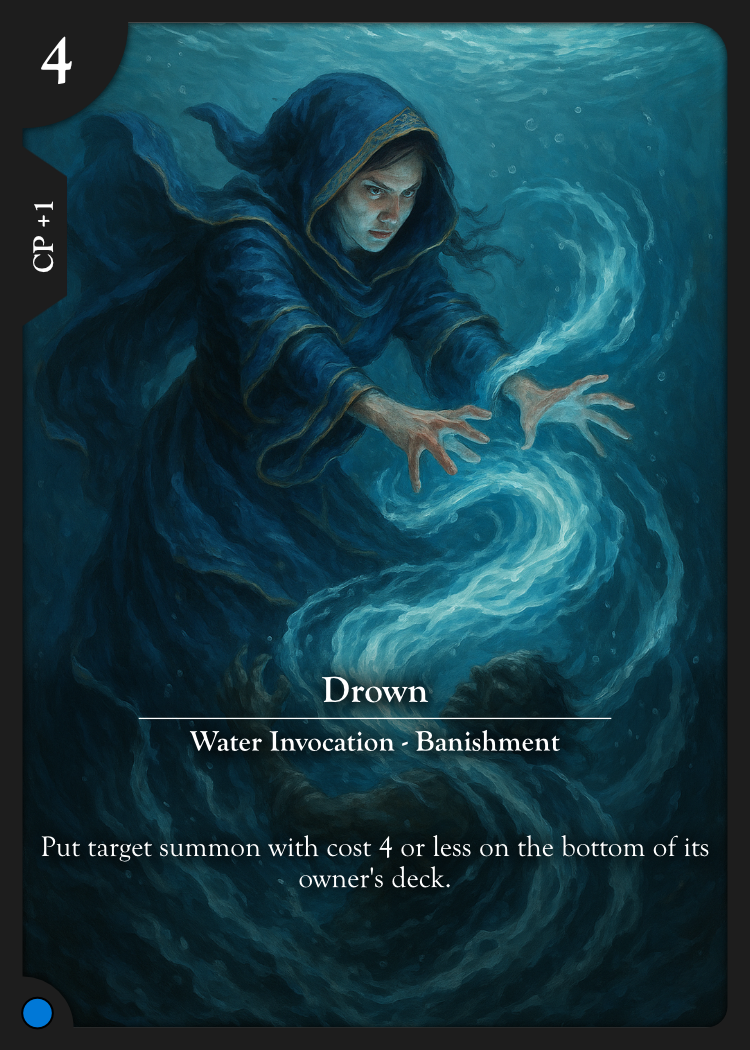 4
CP +1
Drown
Water Invocation - Banishment
Put target summon with cost 4 or less on the bottom of its
owner's deck.